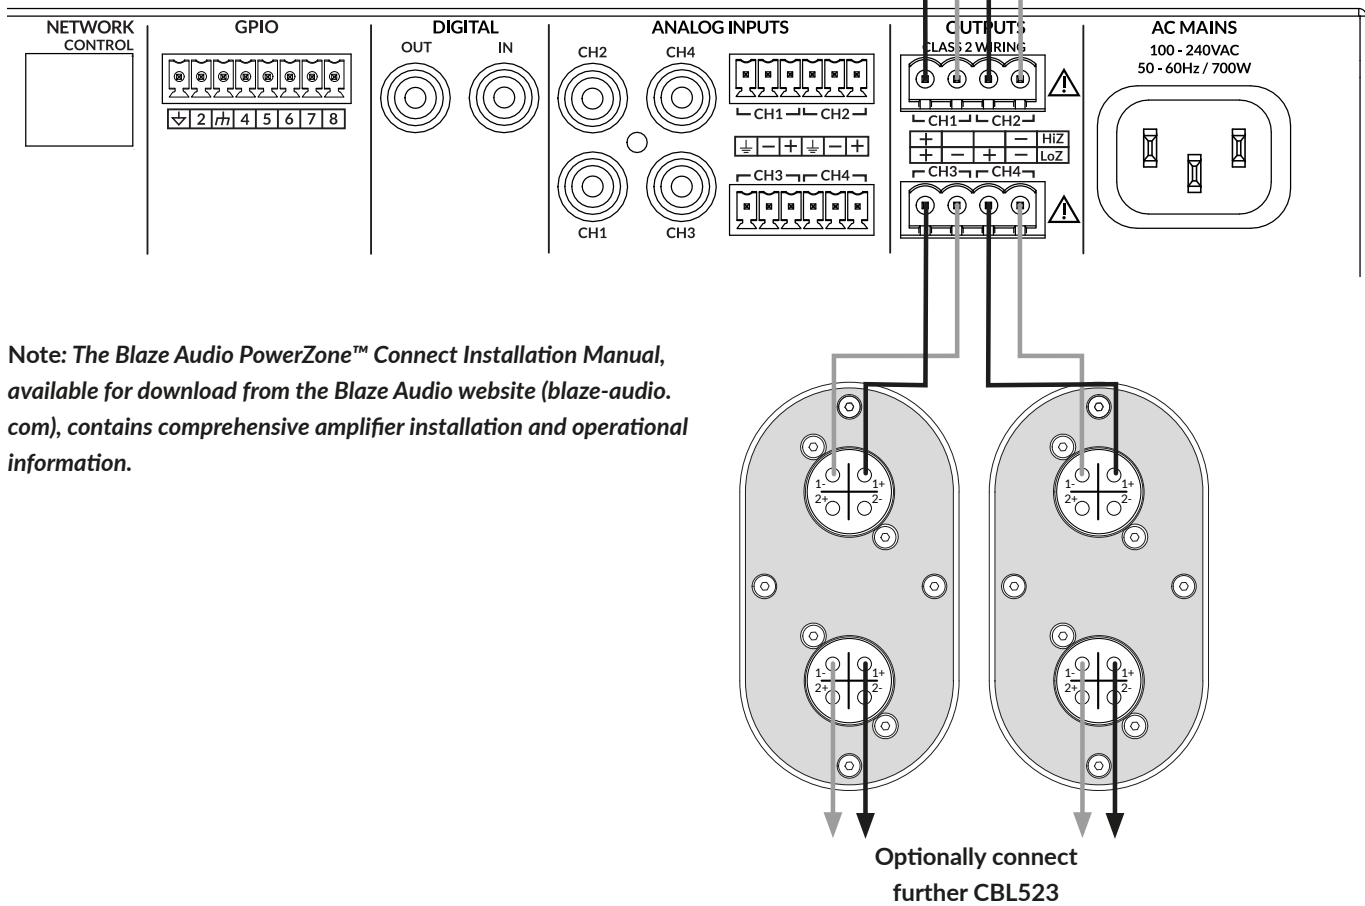 NETWORK
CONTROL
GPIO
2 4 5 6 7 8
DIGITAL
OUT IN
ANALOG INPUTS
CH2 CH4
CH1 CH3
CH1 CH2
- + - +
CH3 CH4
OUTPUTS
CLASS 2 WIRING
CH1 CH2
+ - HiZ
+ - + - LoZ
CH3 CH4
AC MAINS
100 - 240VAC
50 - 60Hz / 700W
Note: The Blaze Audio PowerZone™ Connect Installation Manual,
available for download from the Blaze Audio website (blaze-audio.
com), contains comprehensive amplifier installation and operational
information.
1- 1+
2+ 2-
1- 1+
2+ 2-
1- 1+
2+ 2-
1- 1+
2+ 2-
Optionally connect
further CBL523